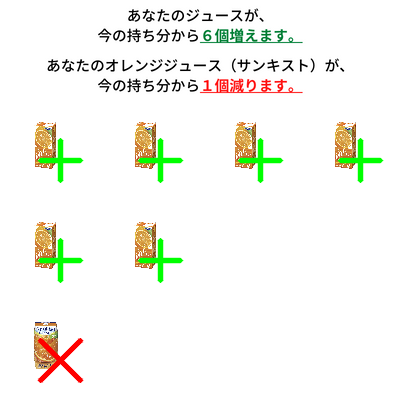 あなたのジュースが、
今の持ち分から６個増えます。
あなたのオレンジジュース（サンキスト）が、
今の持ち分から１個減ります。